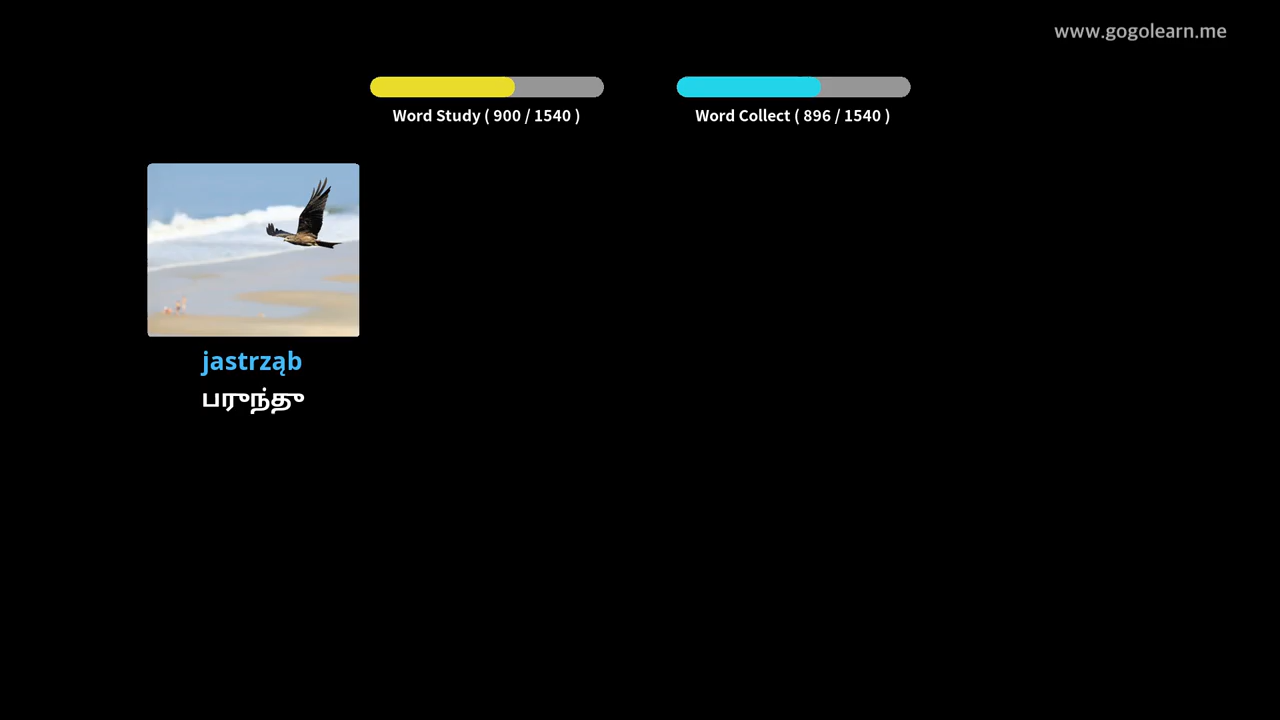 www.gogolearn.me
Word Study ( 900 / 1540 )
Word Collect ( 896 / 1540 )
jastrząb
பருந்து